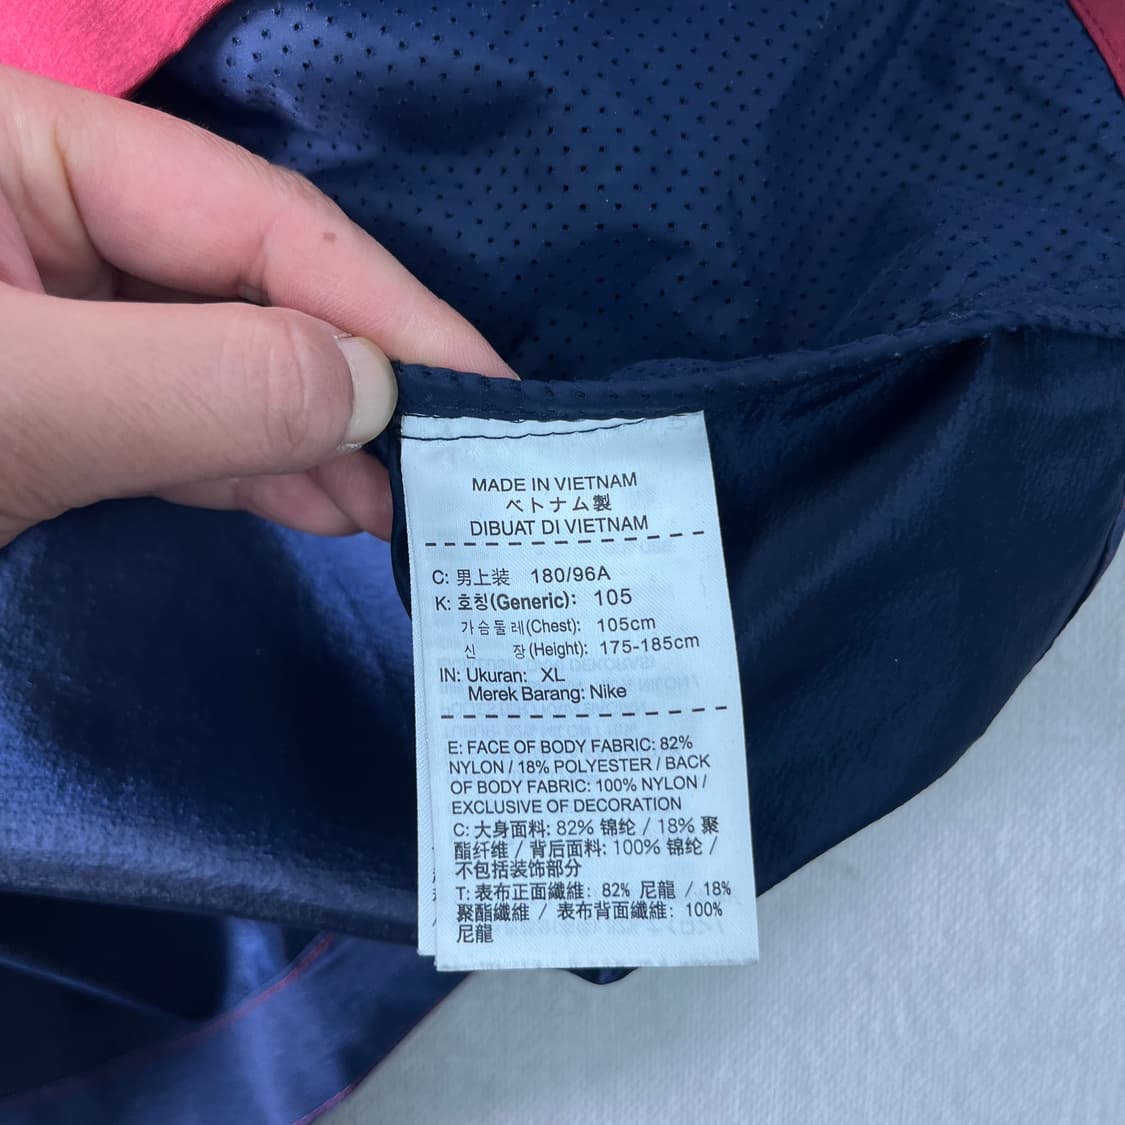 MADE IN VIETNAM
ベトナム製
DIBUAT DI VIETNAM
C: 男上装 180/96A
K: 호칭(Generic): 105
가슴둘레(Chest): 105cm
신 장(Height): 175-185cm
IN: Ukuran: XL
Merek Barang: Nike
E: FACE OF BODY FABRIC: 82%
NYLON / 18% POLYESTER / BACK
OF BODY FABRIC: 100% NYLON /
EXCLUSIVE OF DECORATION
C: 大身面料: 82% 锦纶 / 18% 聚
酯纤维 / 背后面料: 100% 锦纶 /
不包括装饰部分
T: 表布正面纖維: 82% 尼龍 / 18%
聚酯纖維 / 表布背面纖維: 100%
尼龍